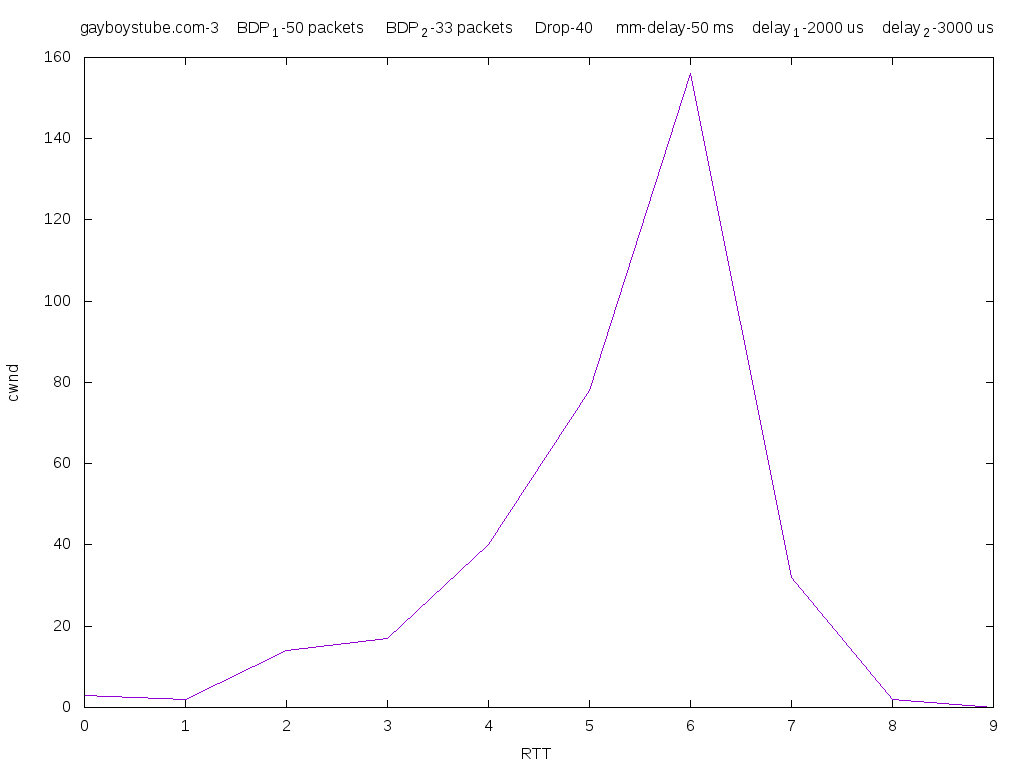 gayboystube.com-3 BDP1-50 packets BDP2-33 packets Drop-40 mm-delay-50 ms delay1-2000 us delay2-3000 us
160
140
120
100
80
60
40
20
0
cwnd
0 1 2 3 4 5 6 7 8 9
RTT